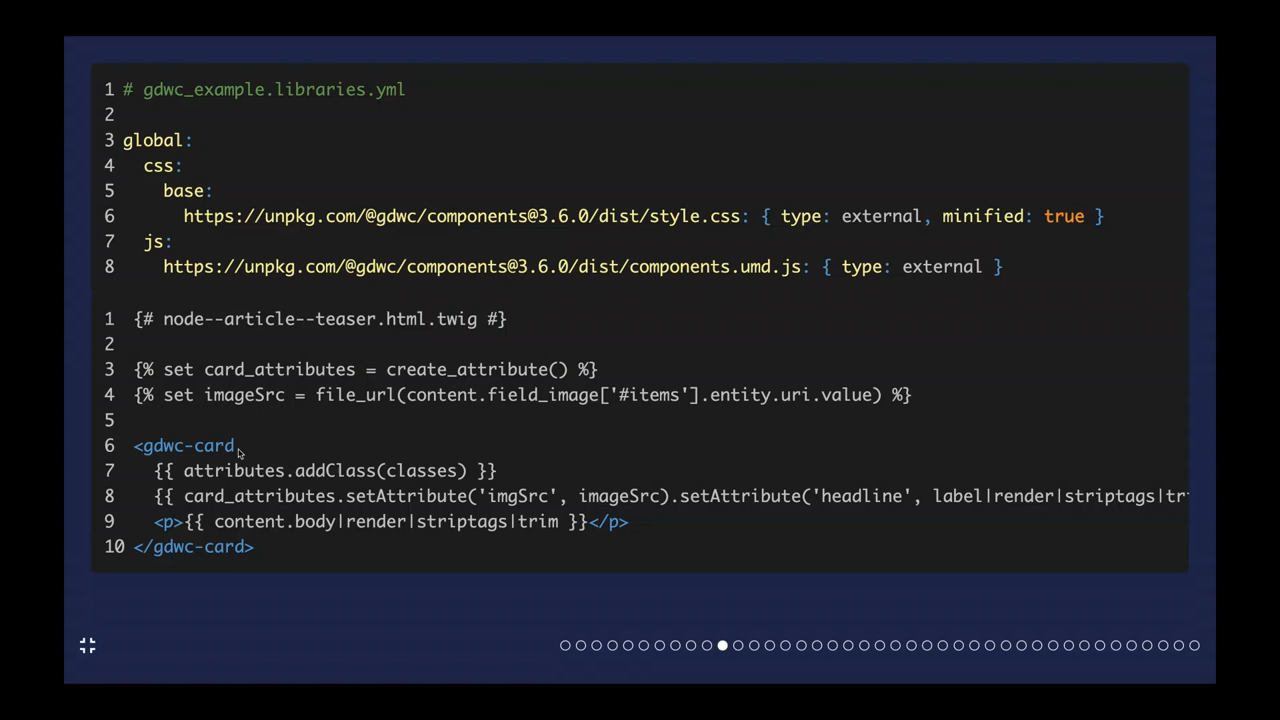 1 # gdwc_example.libraries.yml
2
3 global:
4   css:
5     base:
6       https://unpkg.com/@gdwc/components@3.6.0/dist/style.css: { type: external, minified: true }
7   js:
8     https://unpkg.com/@gdwc/components@3.6.0/dist/components.umd.js: { type: external }
1 {# node--article--teaser.html.twig #}
2
3 {% set card_attributes = create_attribute() %}
4 {% set imageSrc = file_url(content.field_image['#items'].entity.uri.value) %}
5
6 <gdwc-card
7   {{ attributes.addClass(classes) }}
8   {{ card_attributes.setAttribute('imgSrc', imageSrc).setAttribute('headline', label|render|striptags|tri
9   <p>{{ content.body|render|striptags|trim }}</p>
10 </gdwc-card>